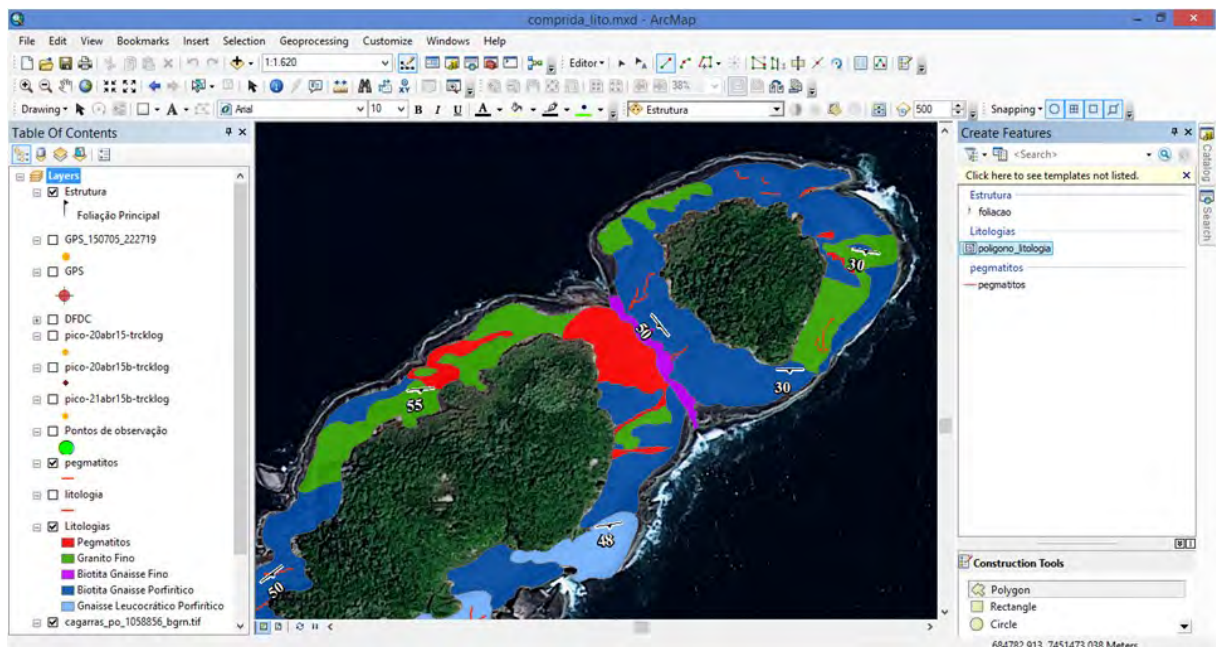 comprida_lito.mxd - ArcMap
File Edit View Bookmarks Insert Selection Geoprocessing Customize Windows Help
1:1.620 Editor
38%
Drawing A Arial 10 B I U A Estrutura 500 Snapping
Table Of Contents
Layers
Estrutura
Foliação Principal
GPS_150705_222719
GPS
DFDC
pico-20abr15-trcklog
pico-20abr15b-trcklog
pico-21abr15b-trcklog
Pontos de observação
pegmatitos
litologia
Litologias
Pegmatitos
Granito Fino
Biotita Gnaisse Fino
Biotita Gnaisse Porfirítico
Gnaisse Leucocrático Porfirítico
cagarras_po_1058856_bgrn.tif
30
50
30
55
48
50
Create Features
<Search>
Click here to see templates not listed.
Estrutura
foliacao
Litologias
poligono_litologia
pegmatitos
pegmatitos
Construction Tools
Polygon
Rectangle
Circle
684782,913 7451473,038 Meters
Catalog
Search